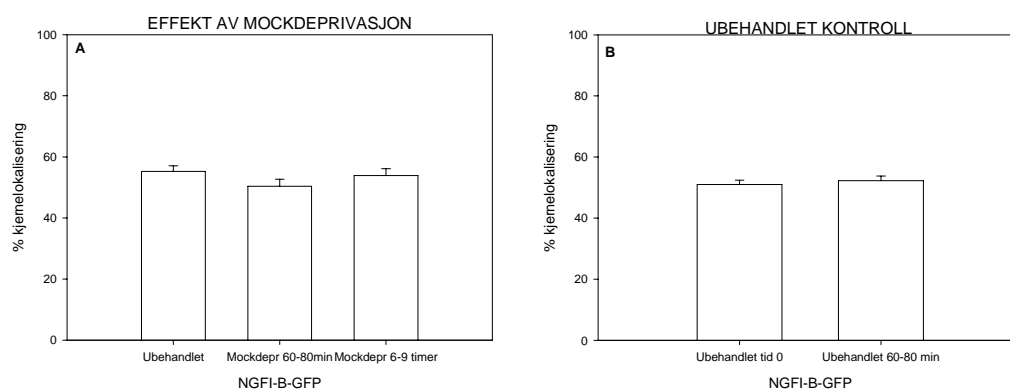 EFFEKT AV MOCKDEPRIVASJON
A
100
80
60
40
20
0
% kjernelokalisering
Ubehandlet Mockdepr 60-80min Mockdepr 6-9 timer
NGFI-B-GFP
UBEHANDLET KONTROLL
B
100
80
60
40
20
0
% kjernelokalisering
Ubehandlet tid 0 Ubehandlet 60-80 min
NGFI-B-GFP